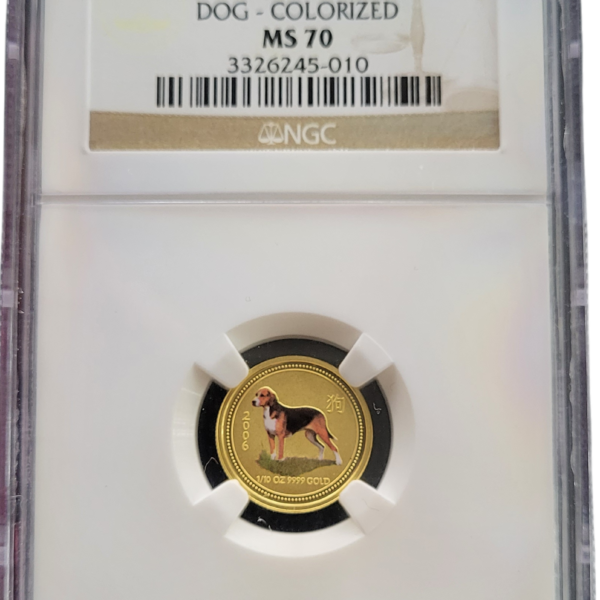 DOG - COLORIZED
MS 70
3326245-010
NGC
狗
2006
1/10 OZ 9999 GOLD